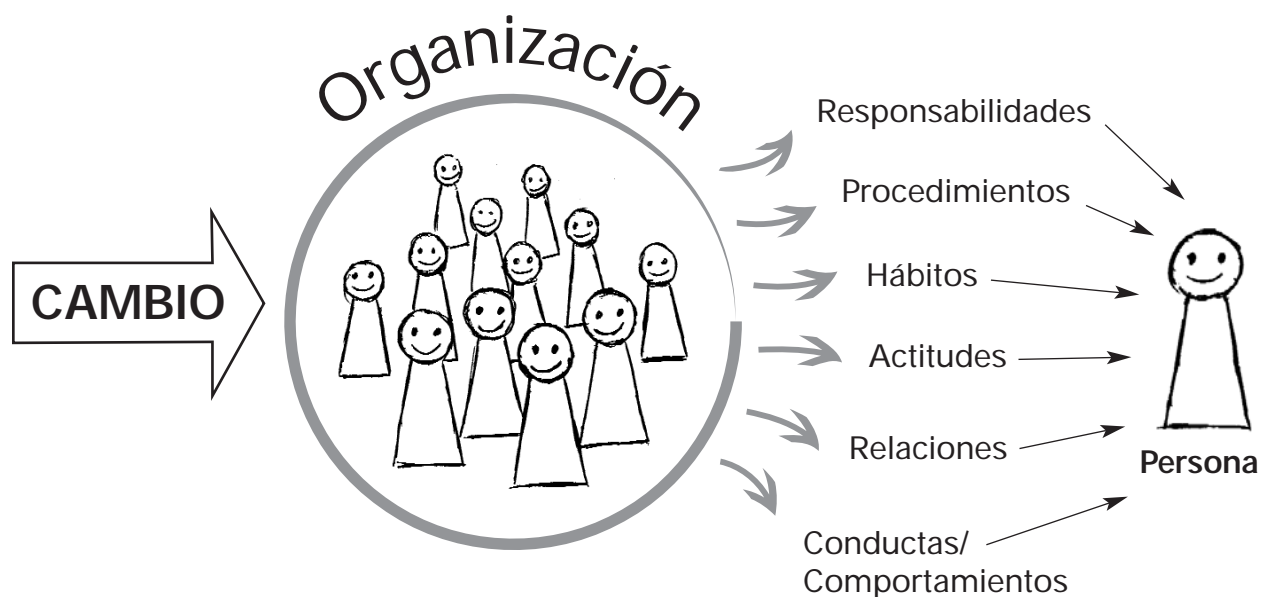 Organización
CAMBIO
Responsabilidades
Procedimientos
Hábitos
Actitudes
Relaciones
Conductas/
Comportamientos
Persona